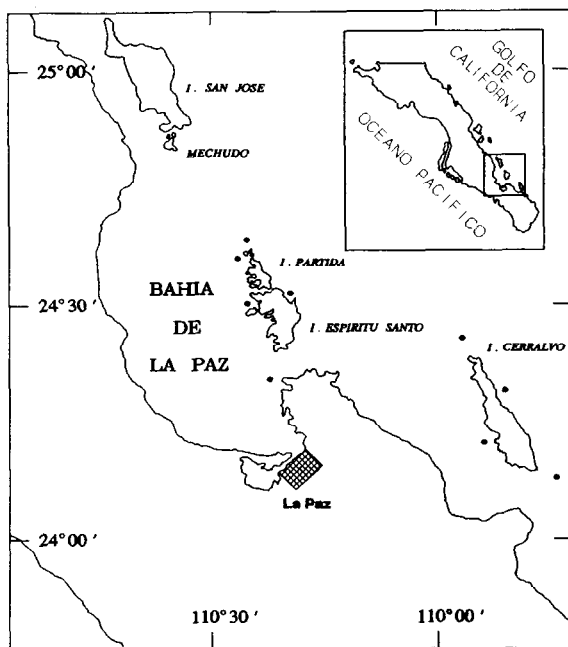 25°00'
I. SAN JOSE
MECHUDO
GOLFO
DE
CALIFORNIA
OCEANO PACIFICO
I. PARTIDA
BAHIA
DE
LA PAZ
24°30'
I. ESPIRITU SANTO
I. CERRALVO
La Paz
24°00'
110°30'
110°00'